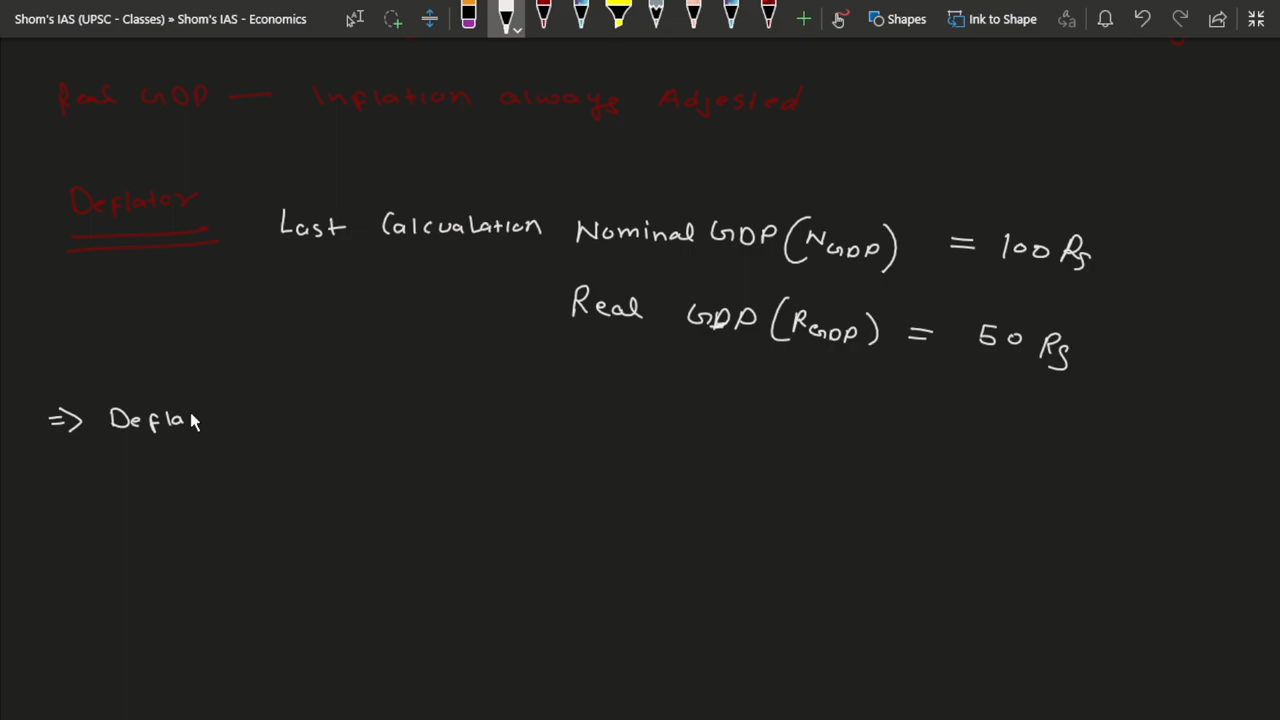 Shom's IAS (UPSC - Classes) » Shom's IAS - Economics
Shapes
Ink to Shape
Real GDP — Inflation always Adjested
Deflator
Last Calcualation Nominal GDP (NGDP) = 100 Rs
Real GDP (RGDP) = 50 Rs
=> Defla